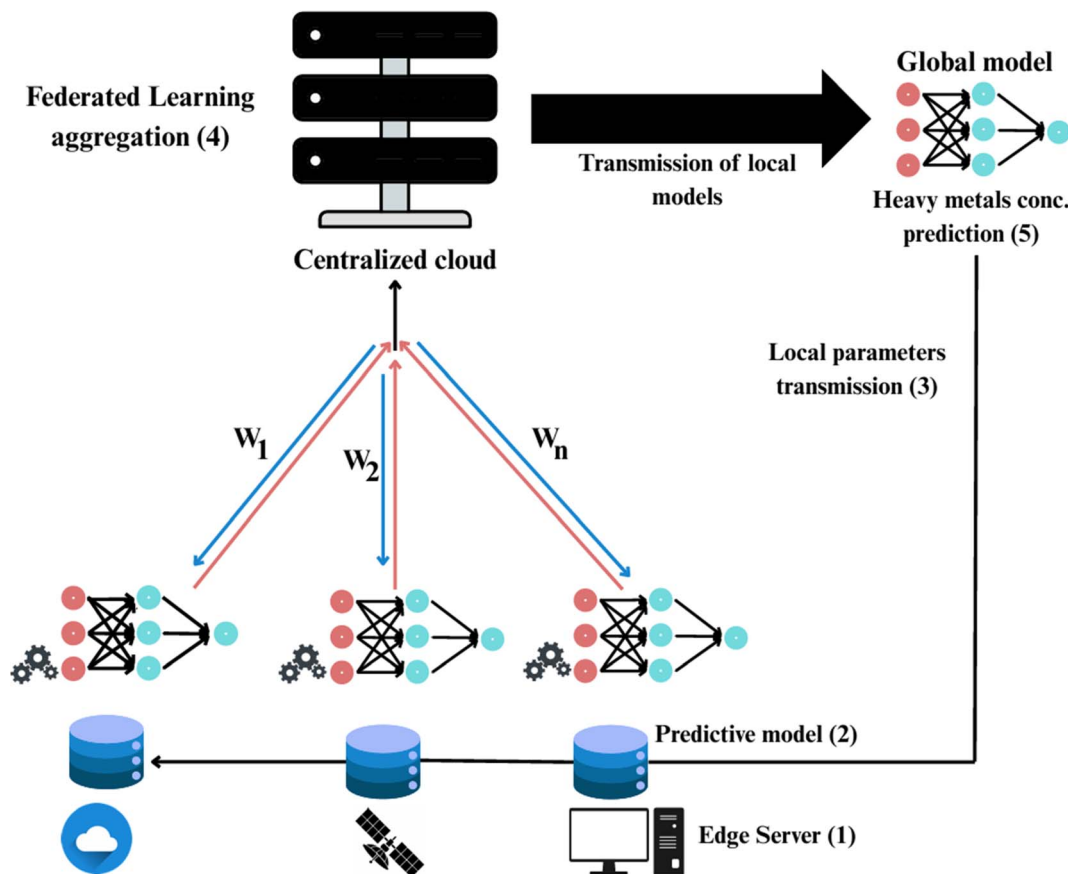 Federated Learning
aggregation (4)
Global model
Transmission of local
models
Heavy metals conc.
prediction (5)
Centralized cloud
Local parameters
transmission (3)
W1
W2
Wn
Predictive model (2)
Edge Server (1)